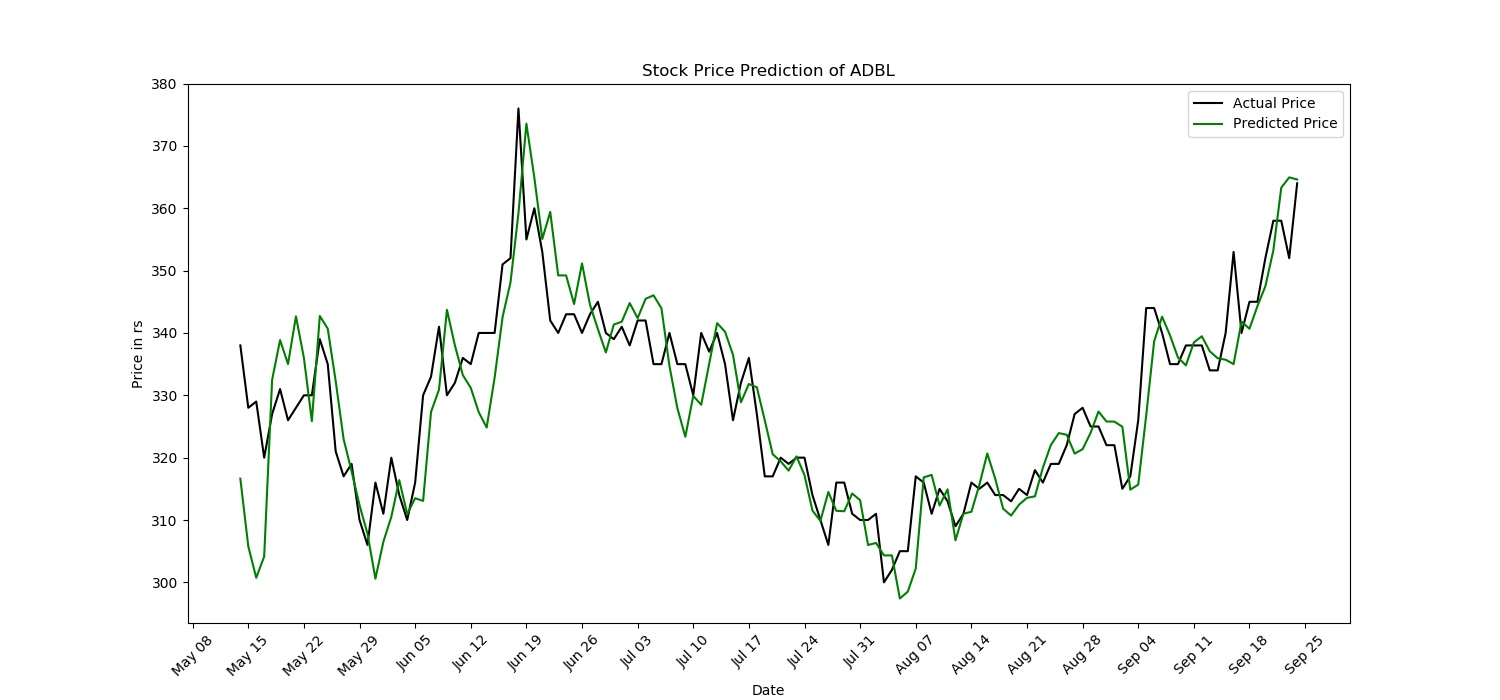 Stock Price Prediction of ADBL
Actual Price
Predicted Price
Price in rs
380
370
360
350
340
330
320
310
300
May 08
May 15
May 22
May 29
Jun 05
Jun 12
Jun 19
Jun 26
Jul 03
Jul 10
Jul 17
Jul 24
Jul 31
Aug 07
Aug 14
Aug 21
Aug 28
Sep 04
Sep 11
Sep 18
Sep 25
Date